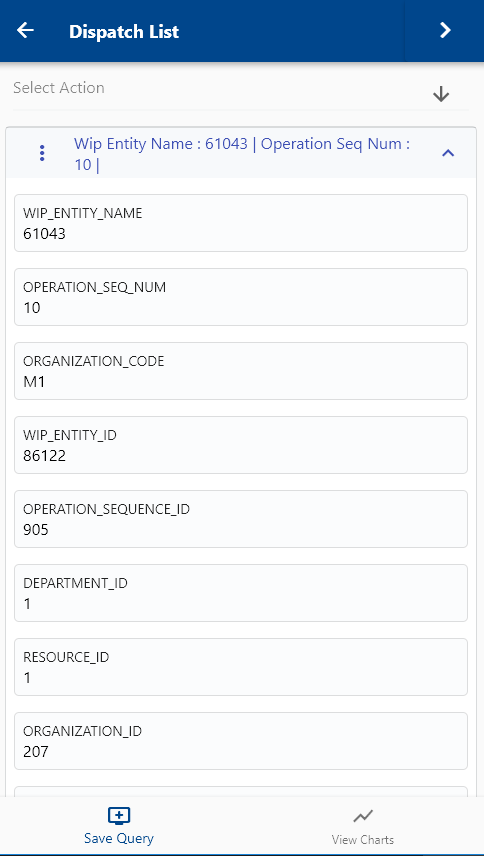 Dispatch List
Select Action
Wip Entity Name : 61043 | Operation Seq Num :
10 |
WIP_ENTITY_NAME
61043
OPERATION_SEQ_NUM
10
ORGANIZATION_CODE
M1
WIP_ENTITY_ID
86122
OPERATION_SEQUENCE_ID
905
DEPARTMENT_ID
1
RESOURCE_ID
1
ORGANIZATION_ID
207
Save Query
View Charts